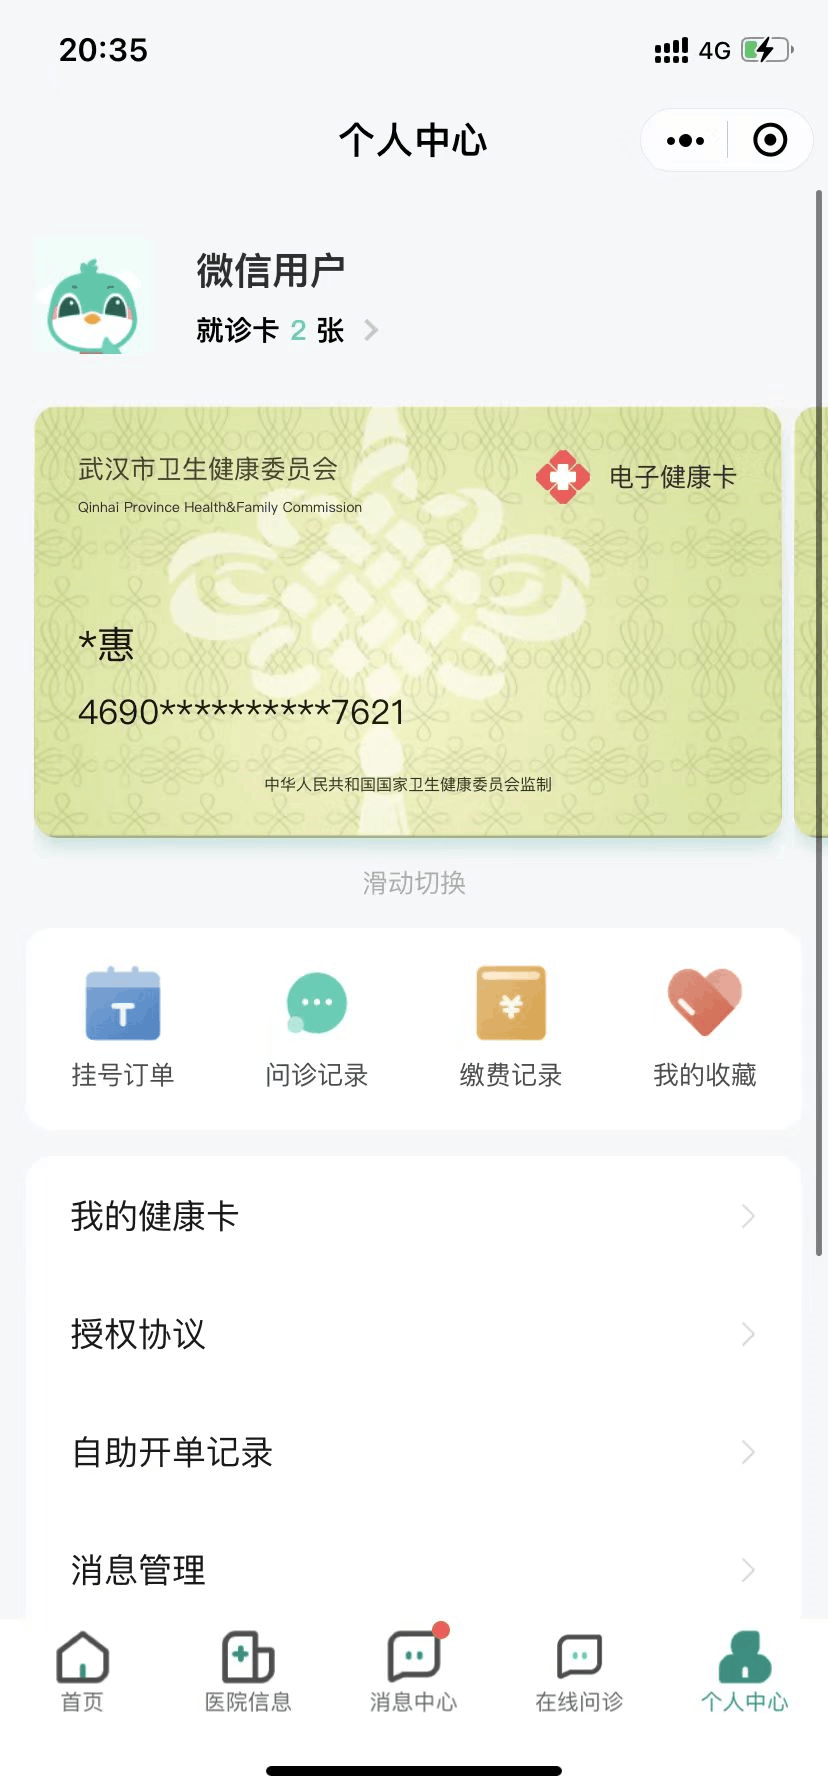 20:35
4G
个人中心
微信用户
就诊卡 2 张
武汉市卫生健康委员会
Qinhai Province Health&Family Commission
电子健康卡
*惠
4690**********7621
中华人民共和国国家卫生健康委员会监制
滑动切换
T
¥
挂号订单 问诊记录 缴费记录 我的收藏
我的健康卡
授权协议
自助开单记录
消息管理
首页 医院信息 消息中心 在线问诊 个人中心